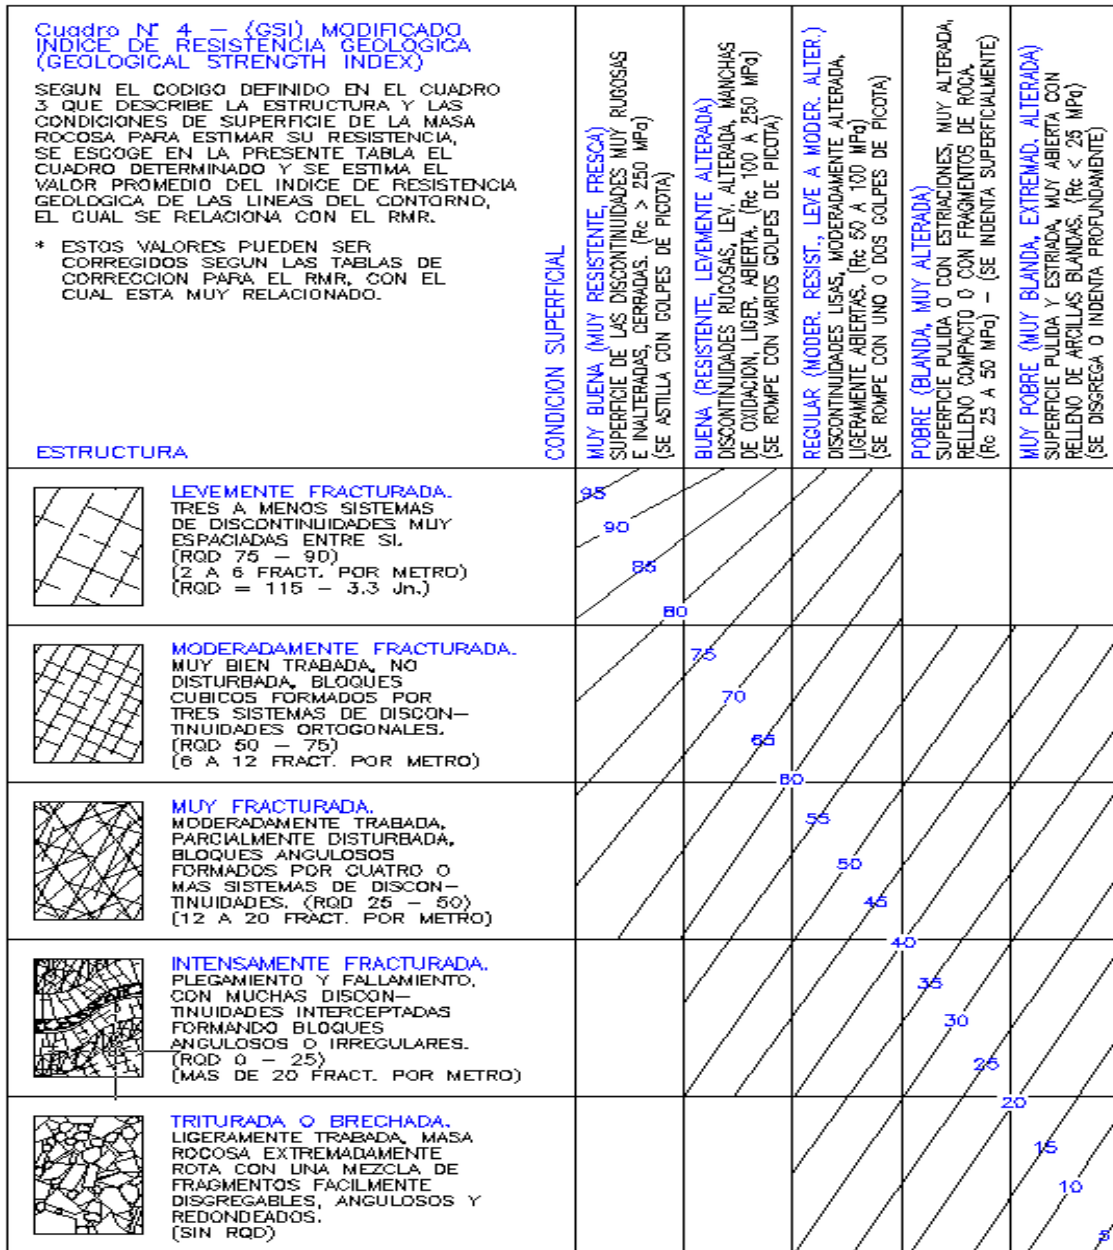 Cuadro Nº 4 – (GSI) MODIFICADO
INDICE DE RESISTENCIA GEOLOGICA
(GEOLOGICAL STRENGTH INDEX)
SEGUN EL CODIGO DEFINIDO EN EL CUADRO
3 QUE DESCRIBE LA ESTRUCTURA Y LAS
CONDICIONES DE SUPERFICIE DE LA MASA
ROCOSA PARA ESTIMAR SU RESISTENCIA,
SE ESCOGE EN LA PRESENTE TABLA EL
CUADRO DETERMINADO Y SE ESTIMA EL
VALOR PROMEDIO DEL INDICE DE RESISTENCIA
GEOLOGICA DE LAS LINEAS DEL CONTORNO,
EL CUAL SE RELACIONA CON EL RMR.
* ESTOS VALORES PUEDEN SER
CORREGIDOS SEGUN LAS TABLAS DE
CORRECCION PARA EL RMR, CON EL
CUAL ESTA MUY RELACIONADO.
ESTRUCTURA
CONDICION SUPERFICIAL
MUY BUENA (MUY RESISTENTE, FRESCA)
SUPERFICIE DE LAS DISCONTINUIDADES MUY RUGOSAS
E INALTERADAS, CERRADAS. (Rc > 250 MPa)
(SE ASTILLA CON GOLPES DE PICOTA)
BUENA (RESISTENTE, LEVEMENTE ALTERADA)
DISCONTINUIDADES RUGOSAS, LEV. ALTERADA, MANCHAS
DE OXIDACION, LIGER. ABIERTA. (Rc 100 A 250 MPa)
(SE ROMPE CON VARIOS GOLPES DE PICOTA)
REGULAR (MODER. RESIST., LEVE A MODER. ALTER.)
DISCONTINUIDADES LISAS, MODERADAMENTE ALTERADA,
LIGERAMENTE ABIERTAS. (Rc 50 A 100 MPa)
(SE ROMPE CON UNO O DOS GOLPES DE PICOTA)
POBRE (BLANDA, MUY ALTERADA)
SUPERFICIE PULIDA O CON ESTRIACIONES, MUY ALTERADA,
RELLENO COMPACTO O CON FRAGMENTOS DE ROCA.
(Rc 25 A 50 MPa) – (SE INDENTA SUPERFICIALMENTE)
MUY POBRE (MUY BLANDA, EXTREMAD. ALTERADA)
SUPERFICIE PULIDA Y ESTRIADA, MUY ABIERTA CON
RELLENO DE ARCILLAS BLANDAS. (Rc < 25 MPa)
(SE DISGREGA O INDENTA PROFUNDAMENTE)
LEVEMENTE FRACTURADA.
TRES A MENOS SISTEMAS
DE DISCONTINUIDADES MUY
ESPACIADAS ENTRE SI.
(RQD 75 – 90)
(2 A 6 FRACT. POR METRO)
(RQD = 115 – 3.3 Jn.)
95
90
85
80
MODERADAMENTE FRACTURADA.
MUY BIEN TRABADA, NO
DISTURBADA, BLOQUES
CUBICOS FORMADOS POR
TRES SISTEMAS DE DISCON–
TINUIDADES ORTOGONALES.
(RQD 50 – 75)
(6 A 12 FRACT. POR METRO)
75
70
65
60
MUY FRACTURADA.
MODERADAMENTE TRABADA,
PARCIALMENTE DISTURBADA,
BLOQUES ANGULOSOS
FORMADOS POR CUATRO O
MAS SISTEMAS DE DISCON–
TINUIDADES. (RQD 25 – 50)
(12 A 20 FRACT. POR METRO)
55
50
45
40
INTENSAMENTE FRACTURADA.
PLEGAMIENTO Y FALLAMIENTO,
CON MUCHAS DISCON–
TINUIDADES INTERCEPTADAS
FORMANDO BLOQUES
ANGULOSOS O IRREGULARES.
(RQD 0 – 25)
(MAS DE 20 FRACT. POR METRO)
35
30
25
20
TRITURADA O BRECHADA.
LIGERAMENTE TRABADA, MASA
ROCOSA EXTREMADAMENTE
ROTA CON UNA MEZCLA DE
FRAGMENTOS FACILMENTE
DISGREGABLES, ANGULOSOS Y
REDONDEADOS.
(SIN RQD)
15
10
5